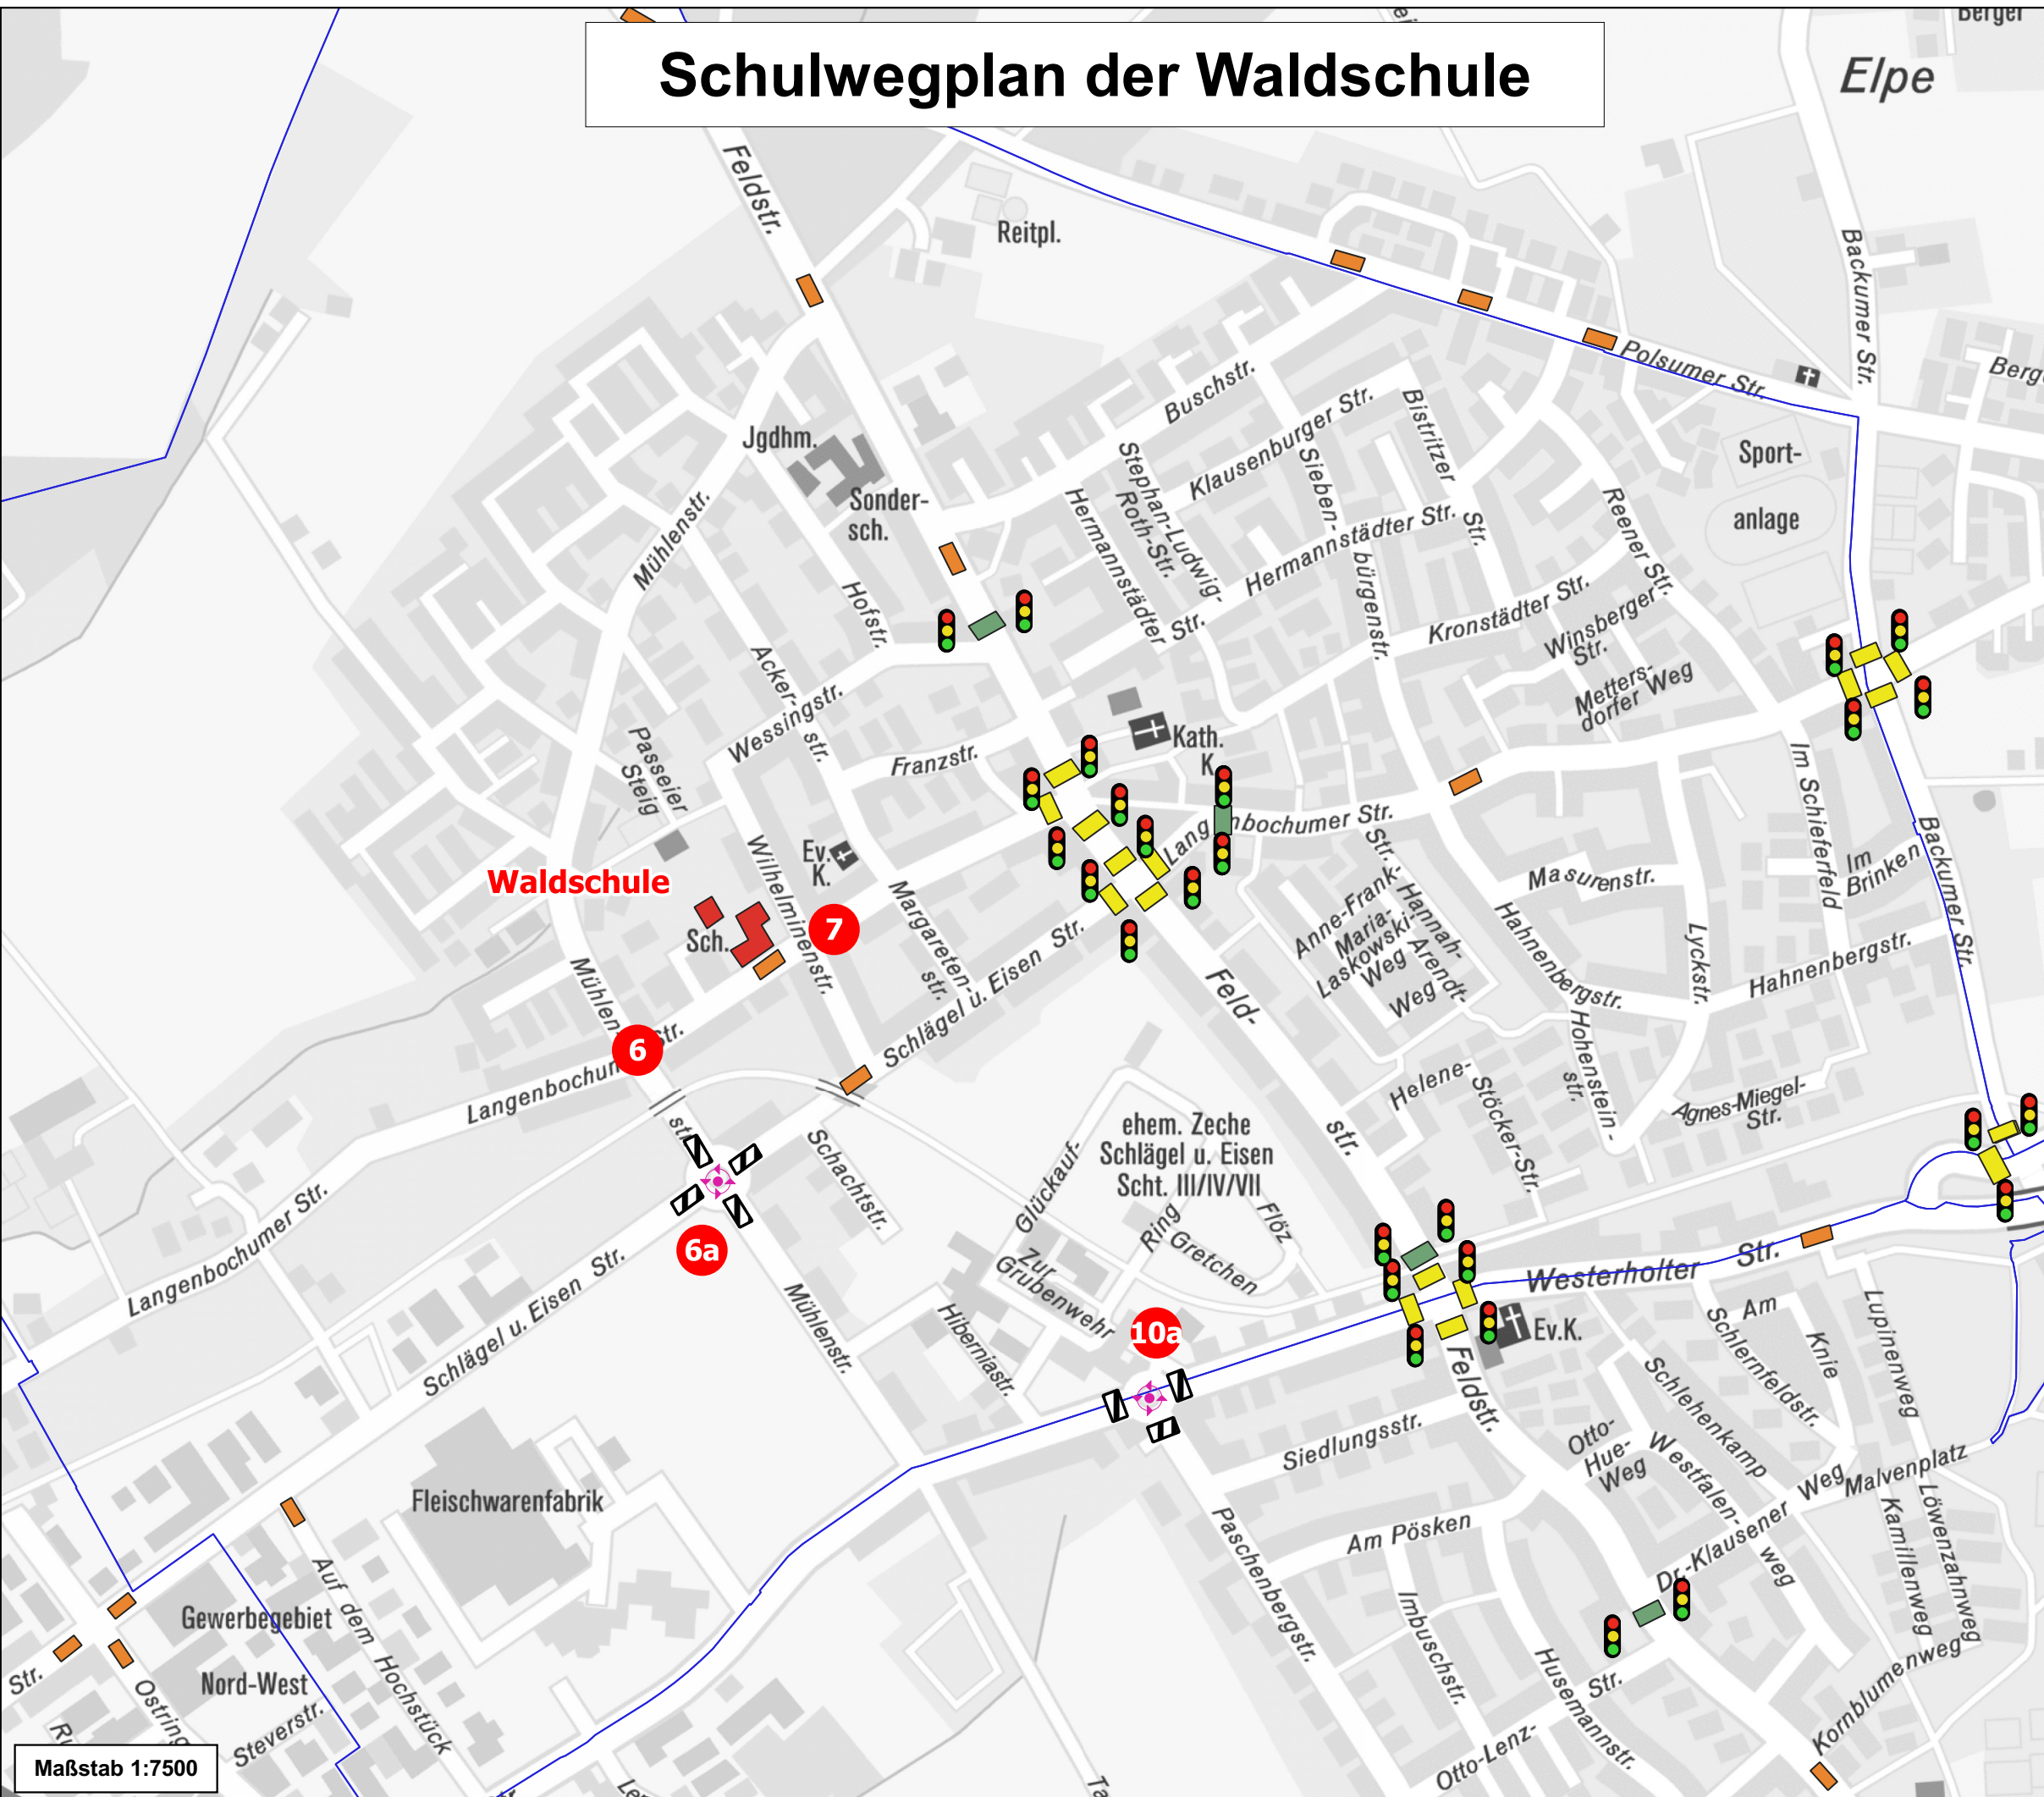 Schulwegplan der Waldschule
Berger
Elpe
Feldstr.
Reitpl.
Backumer Str.
Polsumer Str.
Buschstr.
Klausenburger Str.
Bistritzer
Str.
Jgdhm.
Sonder-
sch.
Sport-
anlage
Mühlenstr.
Hofstr.
Stephan-Ludwig-
Roth-Str.
Hermannstädter
Str.
Hermannstädter Str.
Sieben-
bürgenstr.
Reener Str.
Kronstädter Str.
Winsberger
Str.
Metters-
dorfer Weg
Acker-
str.
Wessingstr.
Passeier
Steig
Franzstr.
Kath.
K.
Im Schieferfeld
Im
Brinken
Backumer Str.
Ev.
K.
Waldschule
Sch.
7
Wilhelminenstr.
Margareten-
str.
Schlägel u. Eisen Str.
Masurenstr.
Lyckstr.
Hahnenbergstr.
Hahnenbergstr.
Anne-Frank-
Str.
Maria-
Laskowski-
Weg
Hannah-
Arendt-
Weg
Feld-
str.
Mühlen
str.
6
Hohenstein-
str.
Helene-
Stöcker-Str.
Agnes-Miegel-
Str.
ehem. Zeche
Schlägel u. Eisen
Scht. III/IV/VII
Glückauf-
Ring
Flöz
Gretchen
Zur
Grubenwehr
Schachtstr.
6a
Langenbochumer Str.
Schlägel u. Eisen Str.
Mühlenstr.
Hiberniastr.
10a
Westerholter Str.
Ev.K.
Feldstr.
Siedlungsstr.
Am
Knie
Schernfeldstr.
Lupinenweg
Schlehenkamp
Otto-
Hue-
Weg
Westfalen-
weg
Malvenplatz
Dr.-Klausener Weg
Kamillenweg
Löwenzahnweg
Kornblumenweg
Fleischwarenfabrik
Am Pösken
Paschenbergstr.
Imbuschstr.
Husemannstr.
Otto-Lenz-
Str.
Gewerbegebiet
Nord-West
Auf dem Hochstück
Ostring
Steverstr.
Str.
Maßstab 1:7500